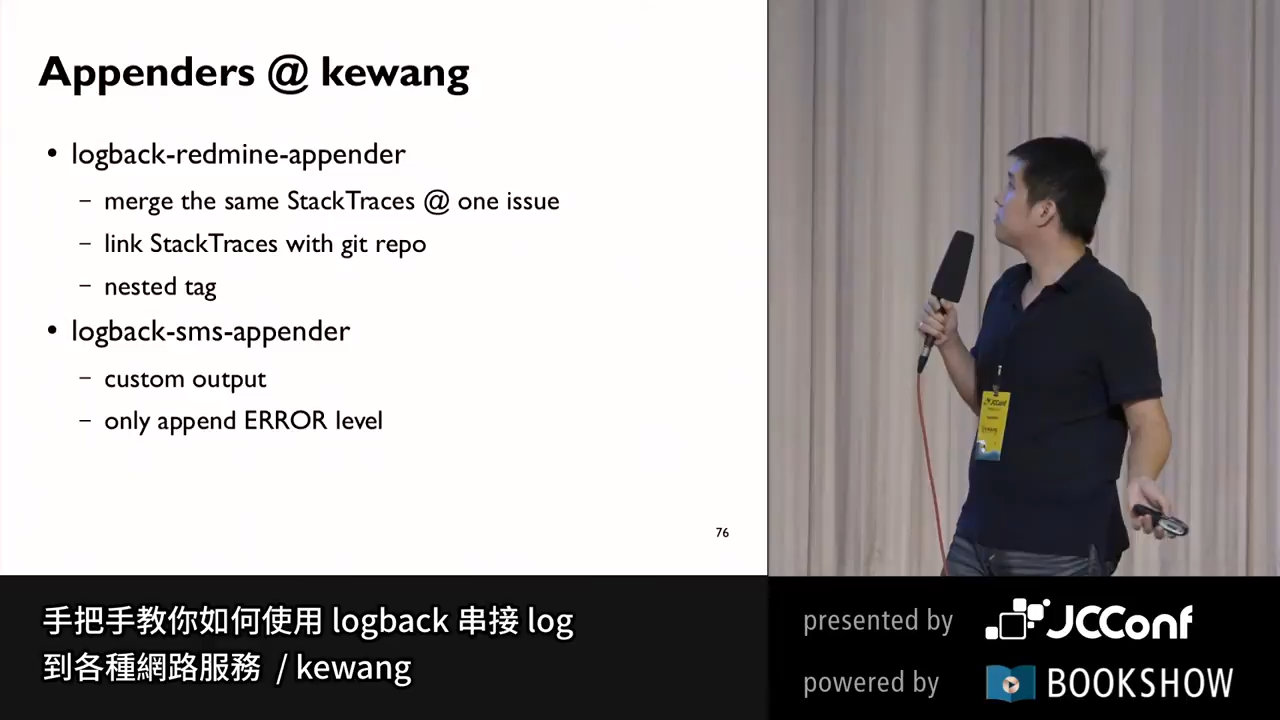 Appenders @ kewang
• logback-redmine-appender
– merge the same StackTraces @ one issue
– link StackTraces with git repo
– nested tag
• logback-sms-appender
– custom output
– only append ERROR level
76
手把手教你如何使用 logback 串接 log
到各種網路服務 / kewang
presented by JCConf
powered by BOOKSHOW
JCConf